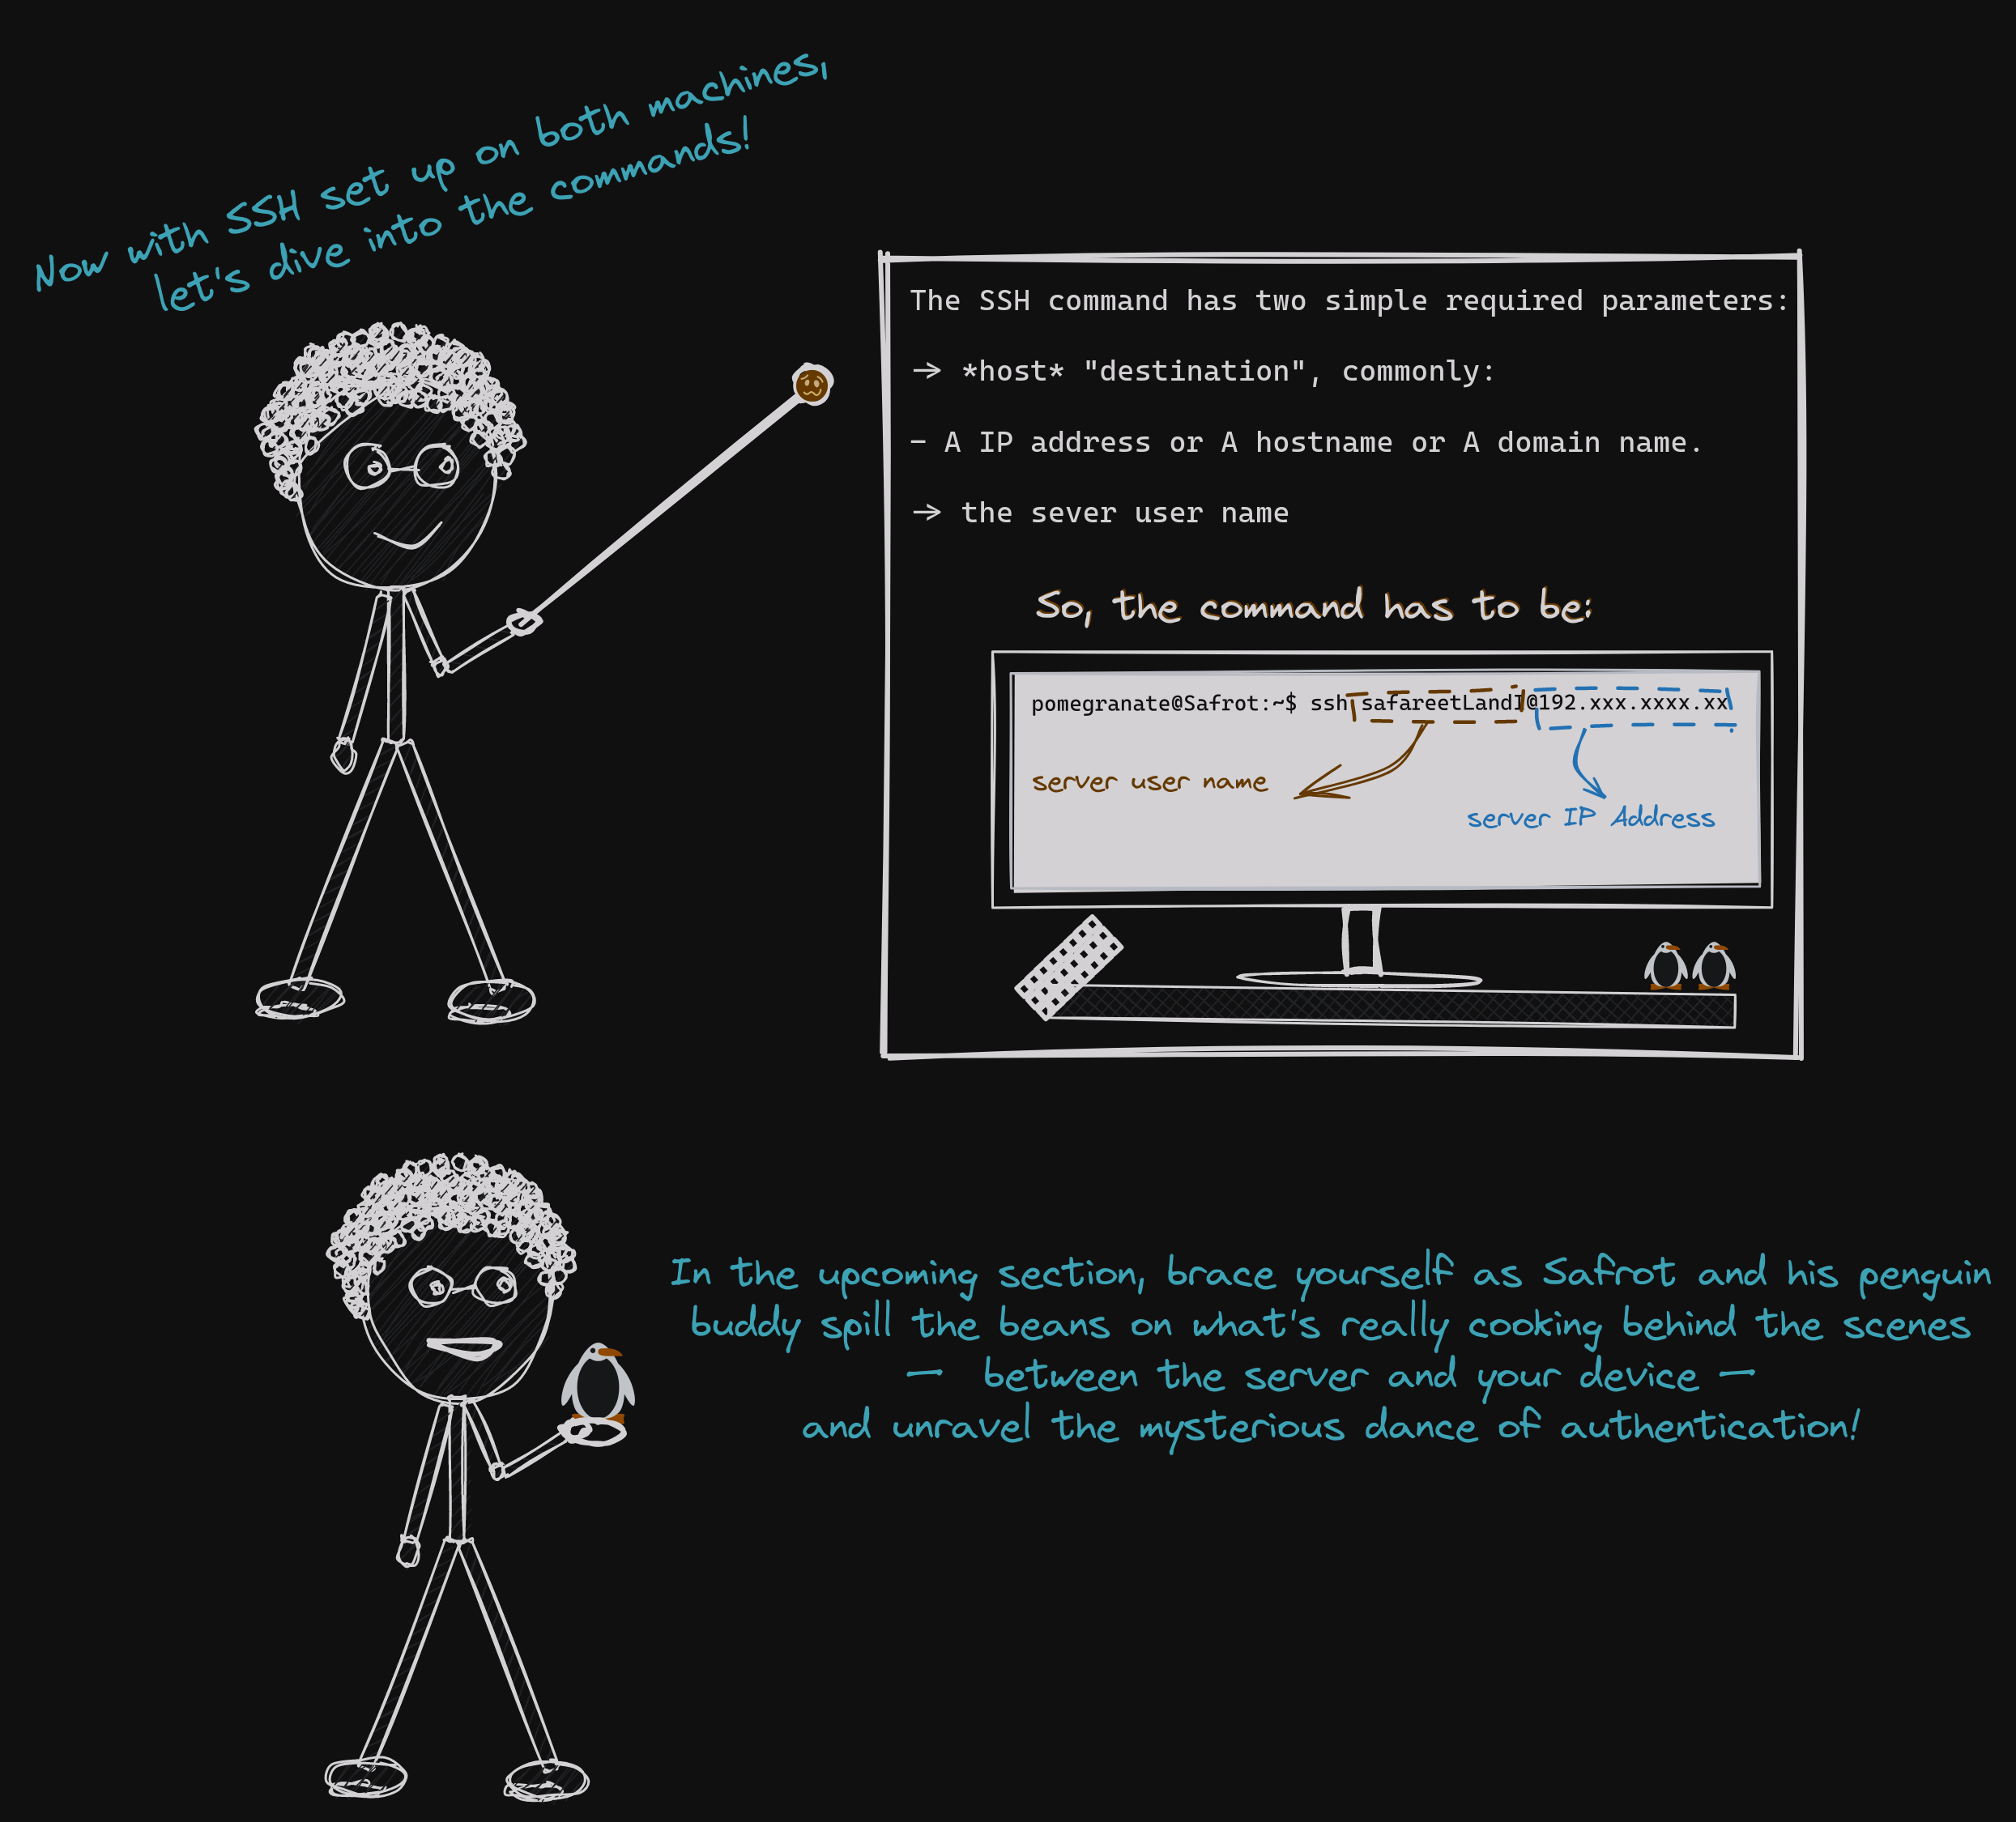 Now with SSH set up on both machines,
let's dive into the commands!
The SSH command has two simple required parameters:
→ *host* "destination", commonly:
- A IP address or A hostname or A domain name.
→ the sever user name
So, the command has to be:
pomegranate@Safrot:~$ ssh safareetLandI@192.xxx.xxxx.xx
server user name
server IP Address
In the upcoming section, brace yourself as Safrot and his penguin
buddy spill the beans on what's really cooking behind the scenes
— between the server and your device —
and unravel the mysterious dance of authentication!